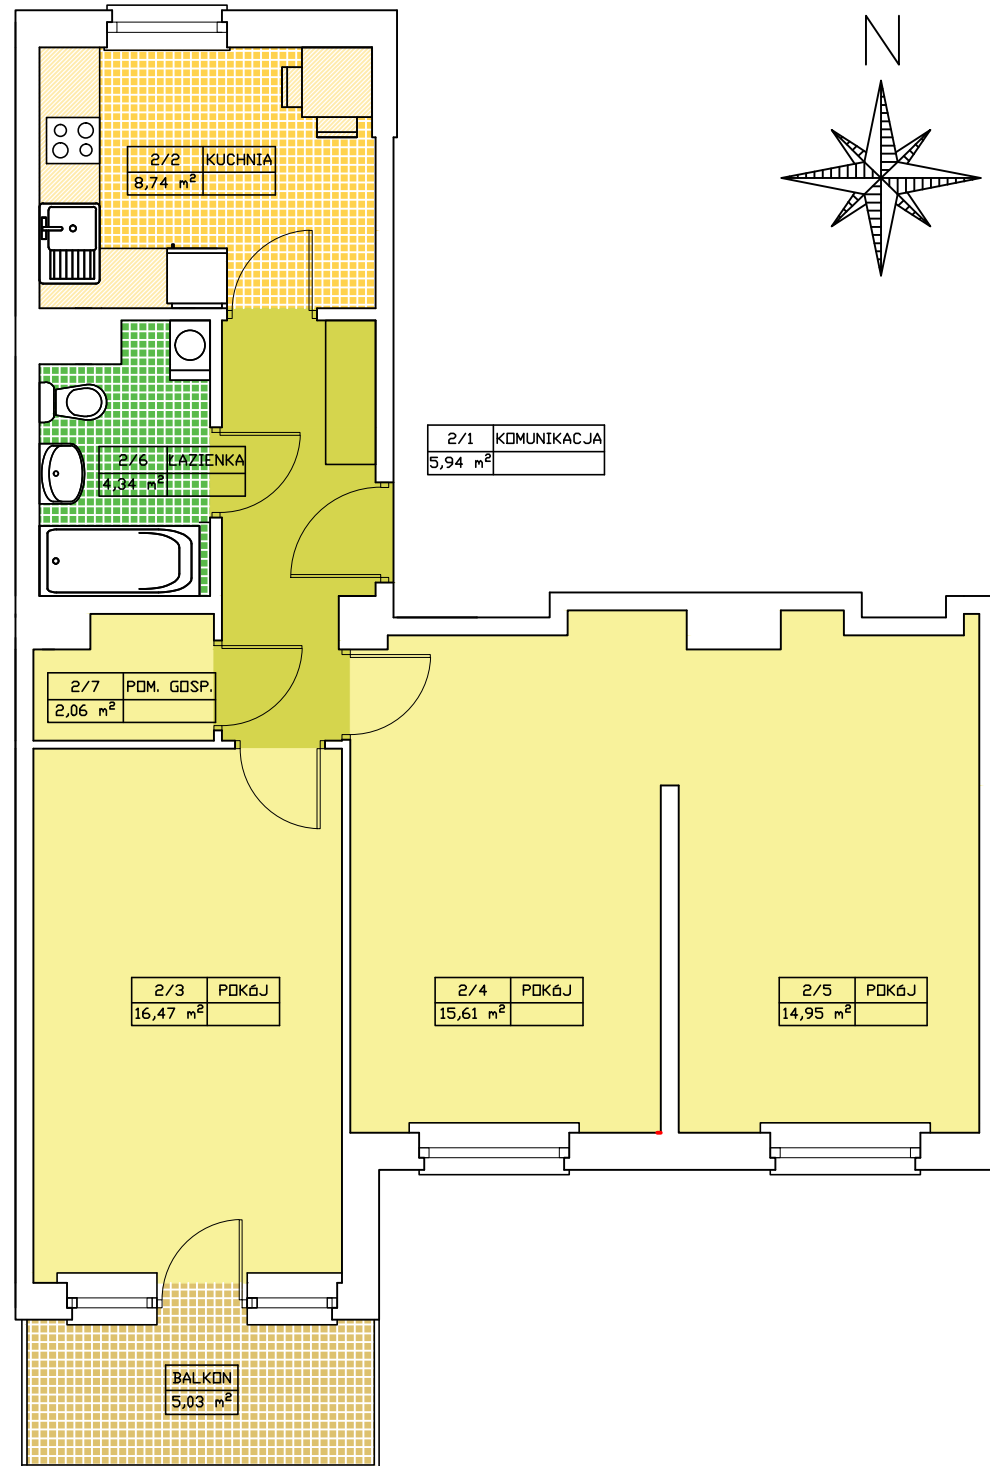 N
2/2 KUCHNIA
8,74 m²
2/1 KOMUNIKACJA
5,94 m²
2/6 ŁAZIENKA
4,34 m²
2/7 POM. GOSP.
2,06 m²
2/3 POKóJ
16,47 m²
2/4 POKóJ
15,61 m²
2/5 POKóJ
14,95 m²
BALKON
5,03 m²